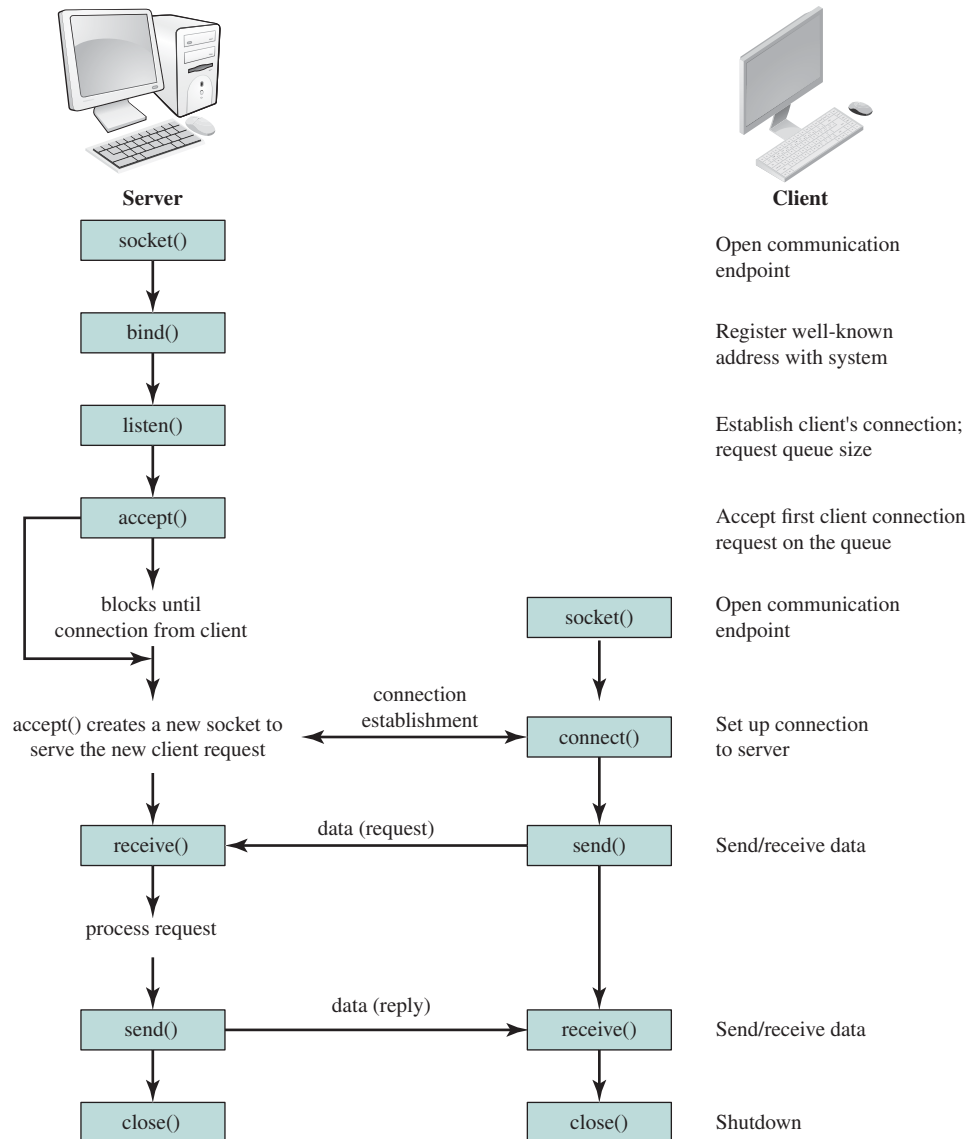 Server
Client
socket()
Open communication
endpoint
bind()
Register well-known
address with system
listen()
Establish client's connection;
request queue size
accept()
Accept first client connection
request on the queue
blocks until
connection from client
socket()
Open communication
endpoint
connection
establishment
accept() creates a new socket to
serve the new client request
connect()
Set up connection
to server
receive()
data (request)
send()
Send/receive data
process request
send()
data (reply)
receive()
Send/receive data
close()
close()
Shutdown